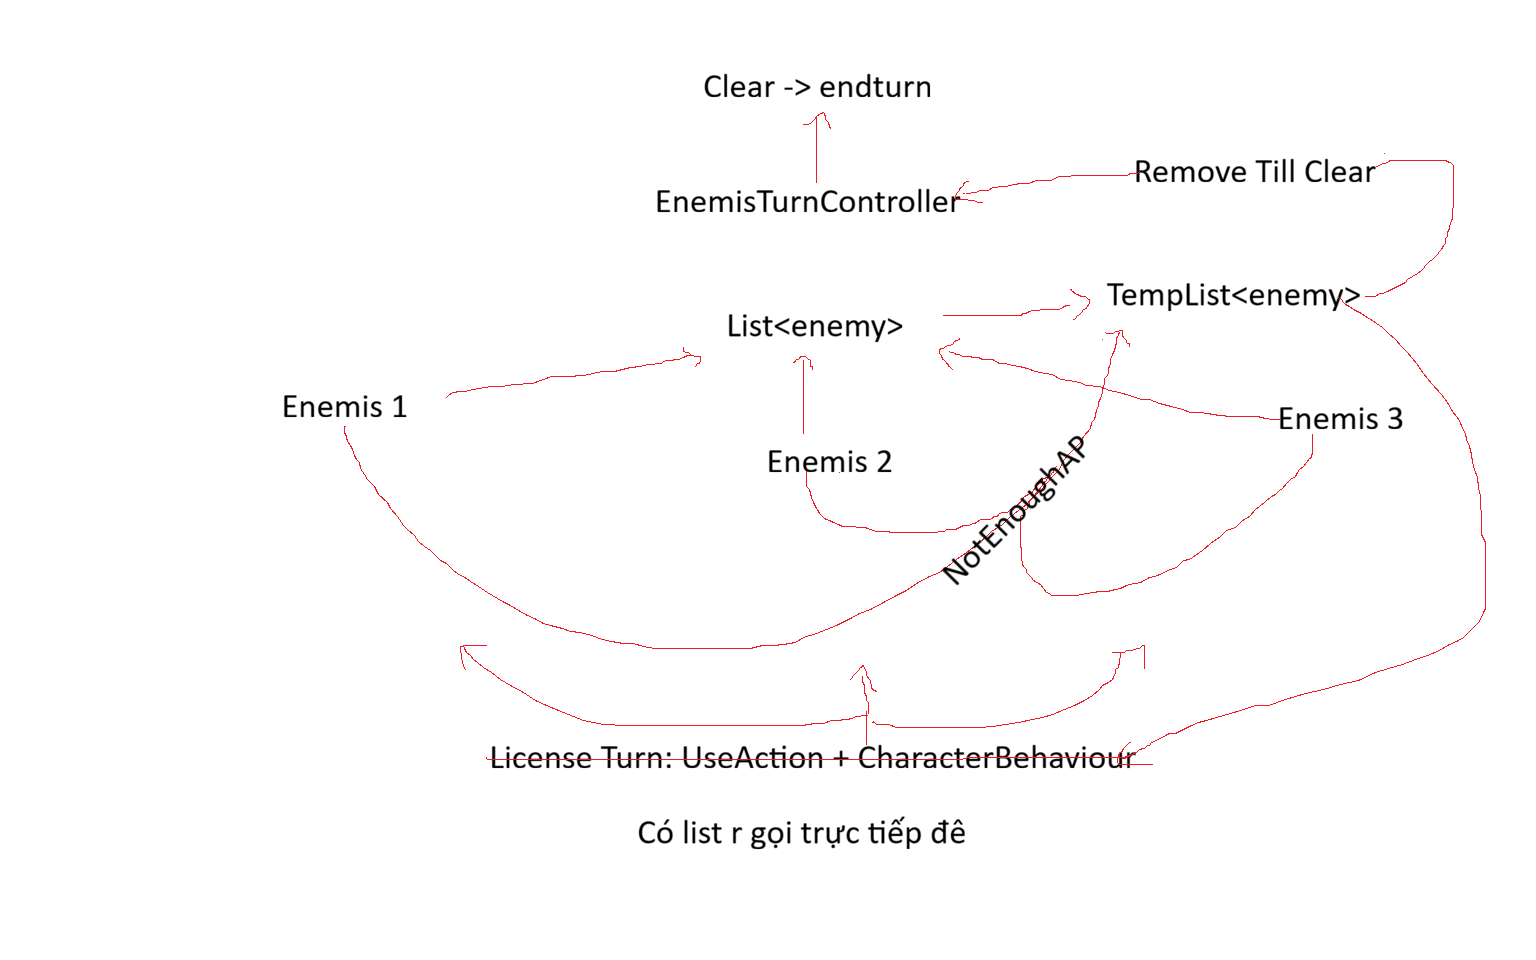 Clear -> endturn
Remove Till Clear
EnemisTurnController
TempList<enemy>
List<enemy>
Enemis 1
Enemis 3
Enemis 2
NotEnoughAP
License Turn: UseAction + CharacterBehaviour
Có list r gọi trực tiếp đê